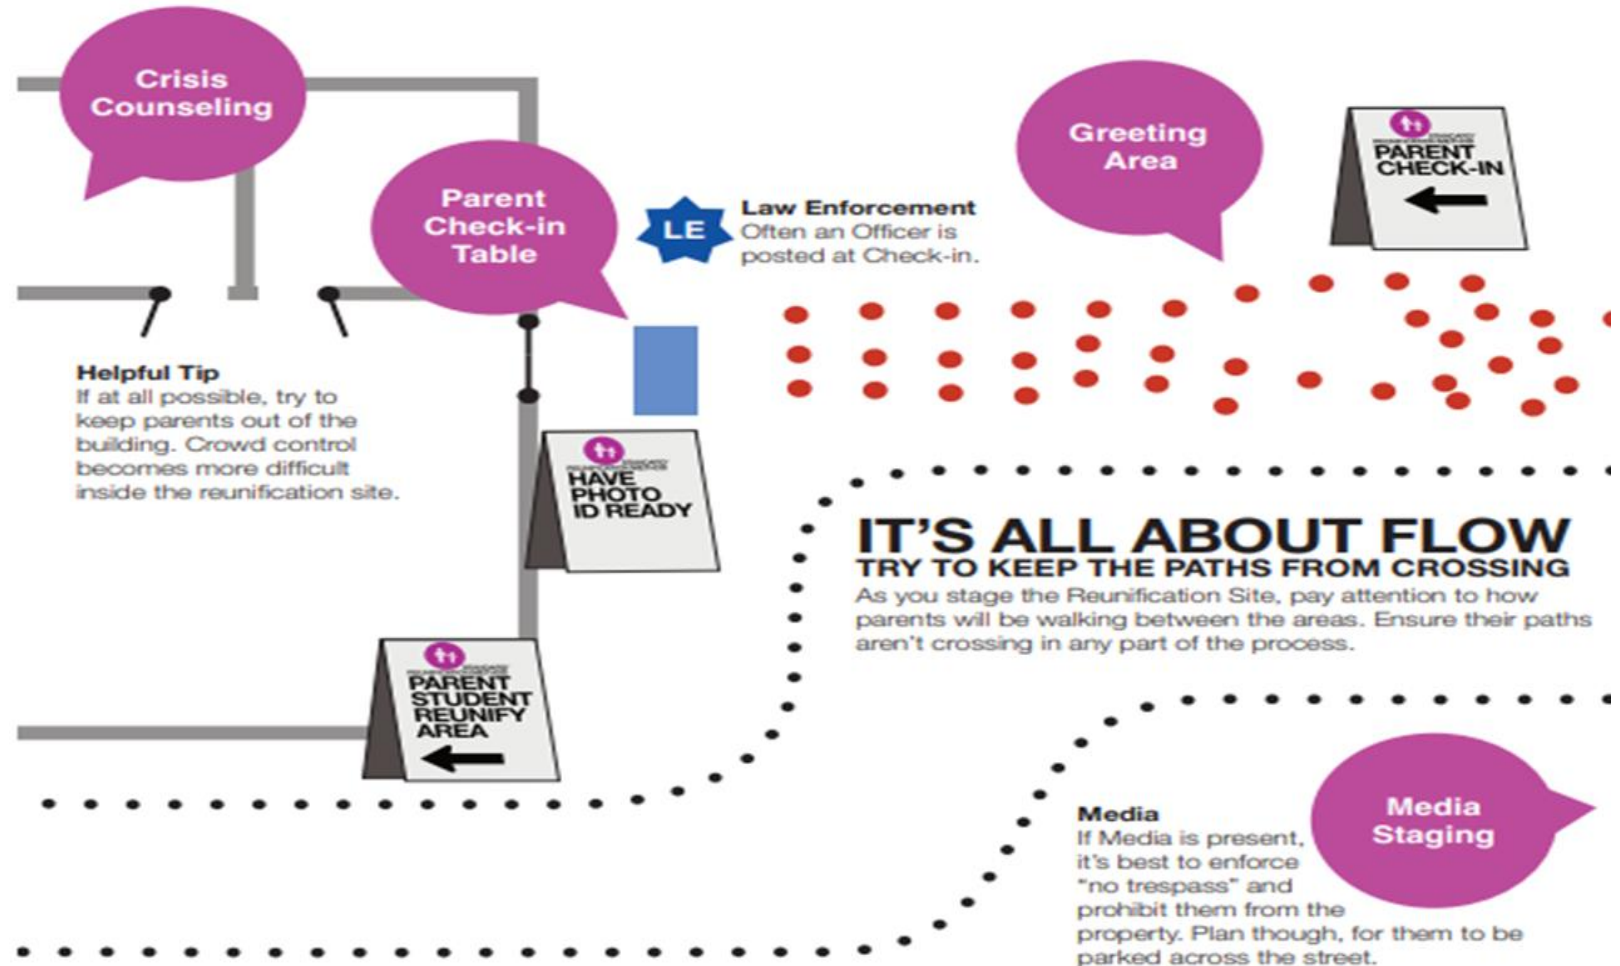 Crisis
Counseling
Parent
Check-in
Table
LE
Law Enforcement
Often an Officer is
posted at Check-in.
Greeting
Area
PARENT
CHECK-IN
Helpful Tip
If at all possible, try to
keep parents out of the
building. Crowd control
becomes more difficult
inside the reunification site.
HAVE
PHOTO
ID READY
IT'S ALL ABOUT FLOW
TRY TO KEEP THE PATHS FROM CROSSING
As you stage the Reunification Site, pay attention to how
parents will be walking between the areas. Ensure their paths
aren't crossing in any part of the process.
PARENT
STUDENT
REUNIFY
AREA
Media
If Media is present,
it's best to enforce
"no trespass" and
prohibit them from the
property. Plan though, for them to be
parked across the street.
Media
Staging